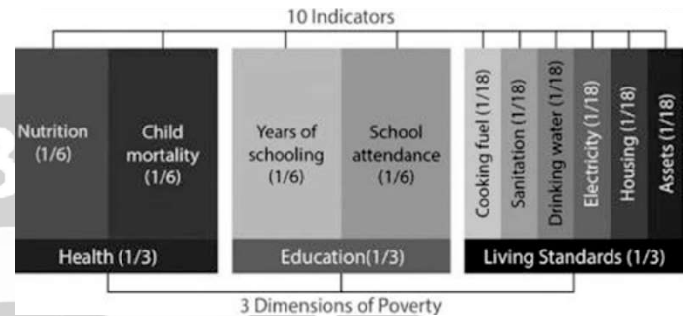 10 Indicators
Nutrition
(1/6)
Child
mortality
(1/6)
Years of
schooling
(1/6)
School
attendance
(1/6)
Cooking fuel (1/18)
Sanitation (1/18)
Drinking water (1/18)
Electricity (1/18)
Housing (1/18)
Assets (1/18)
Health (1/3)
Education(1/3)
Living Standards (1/3)
3 Dimensions of Poverty